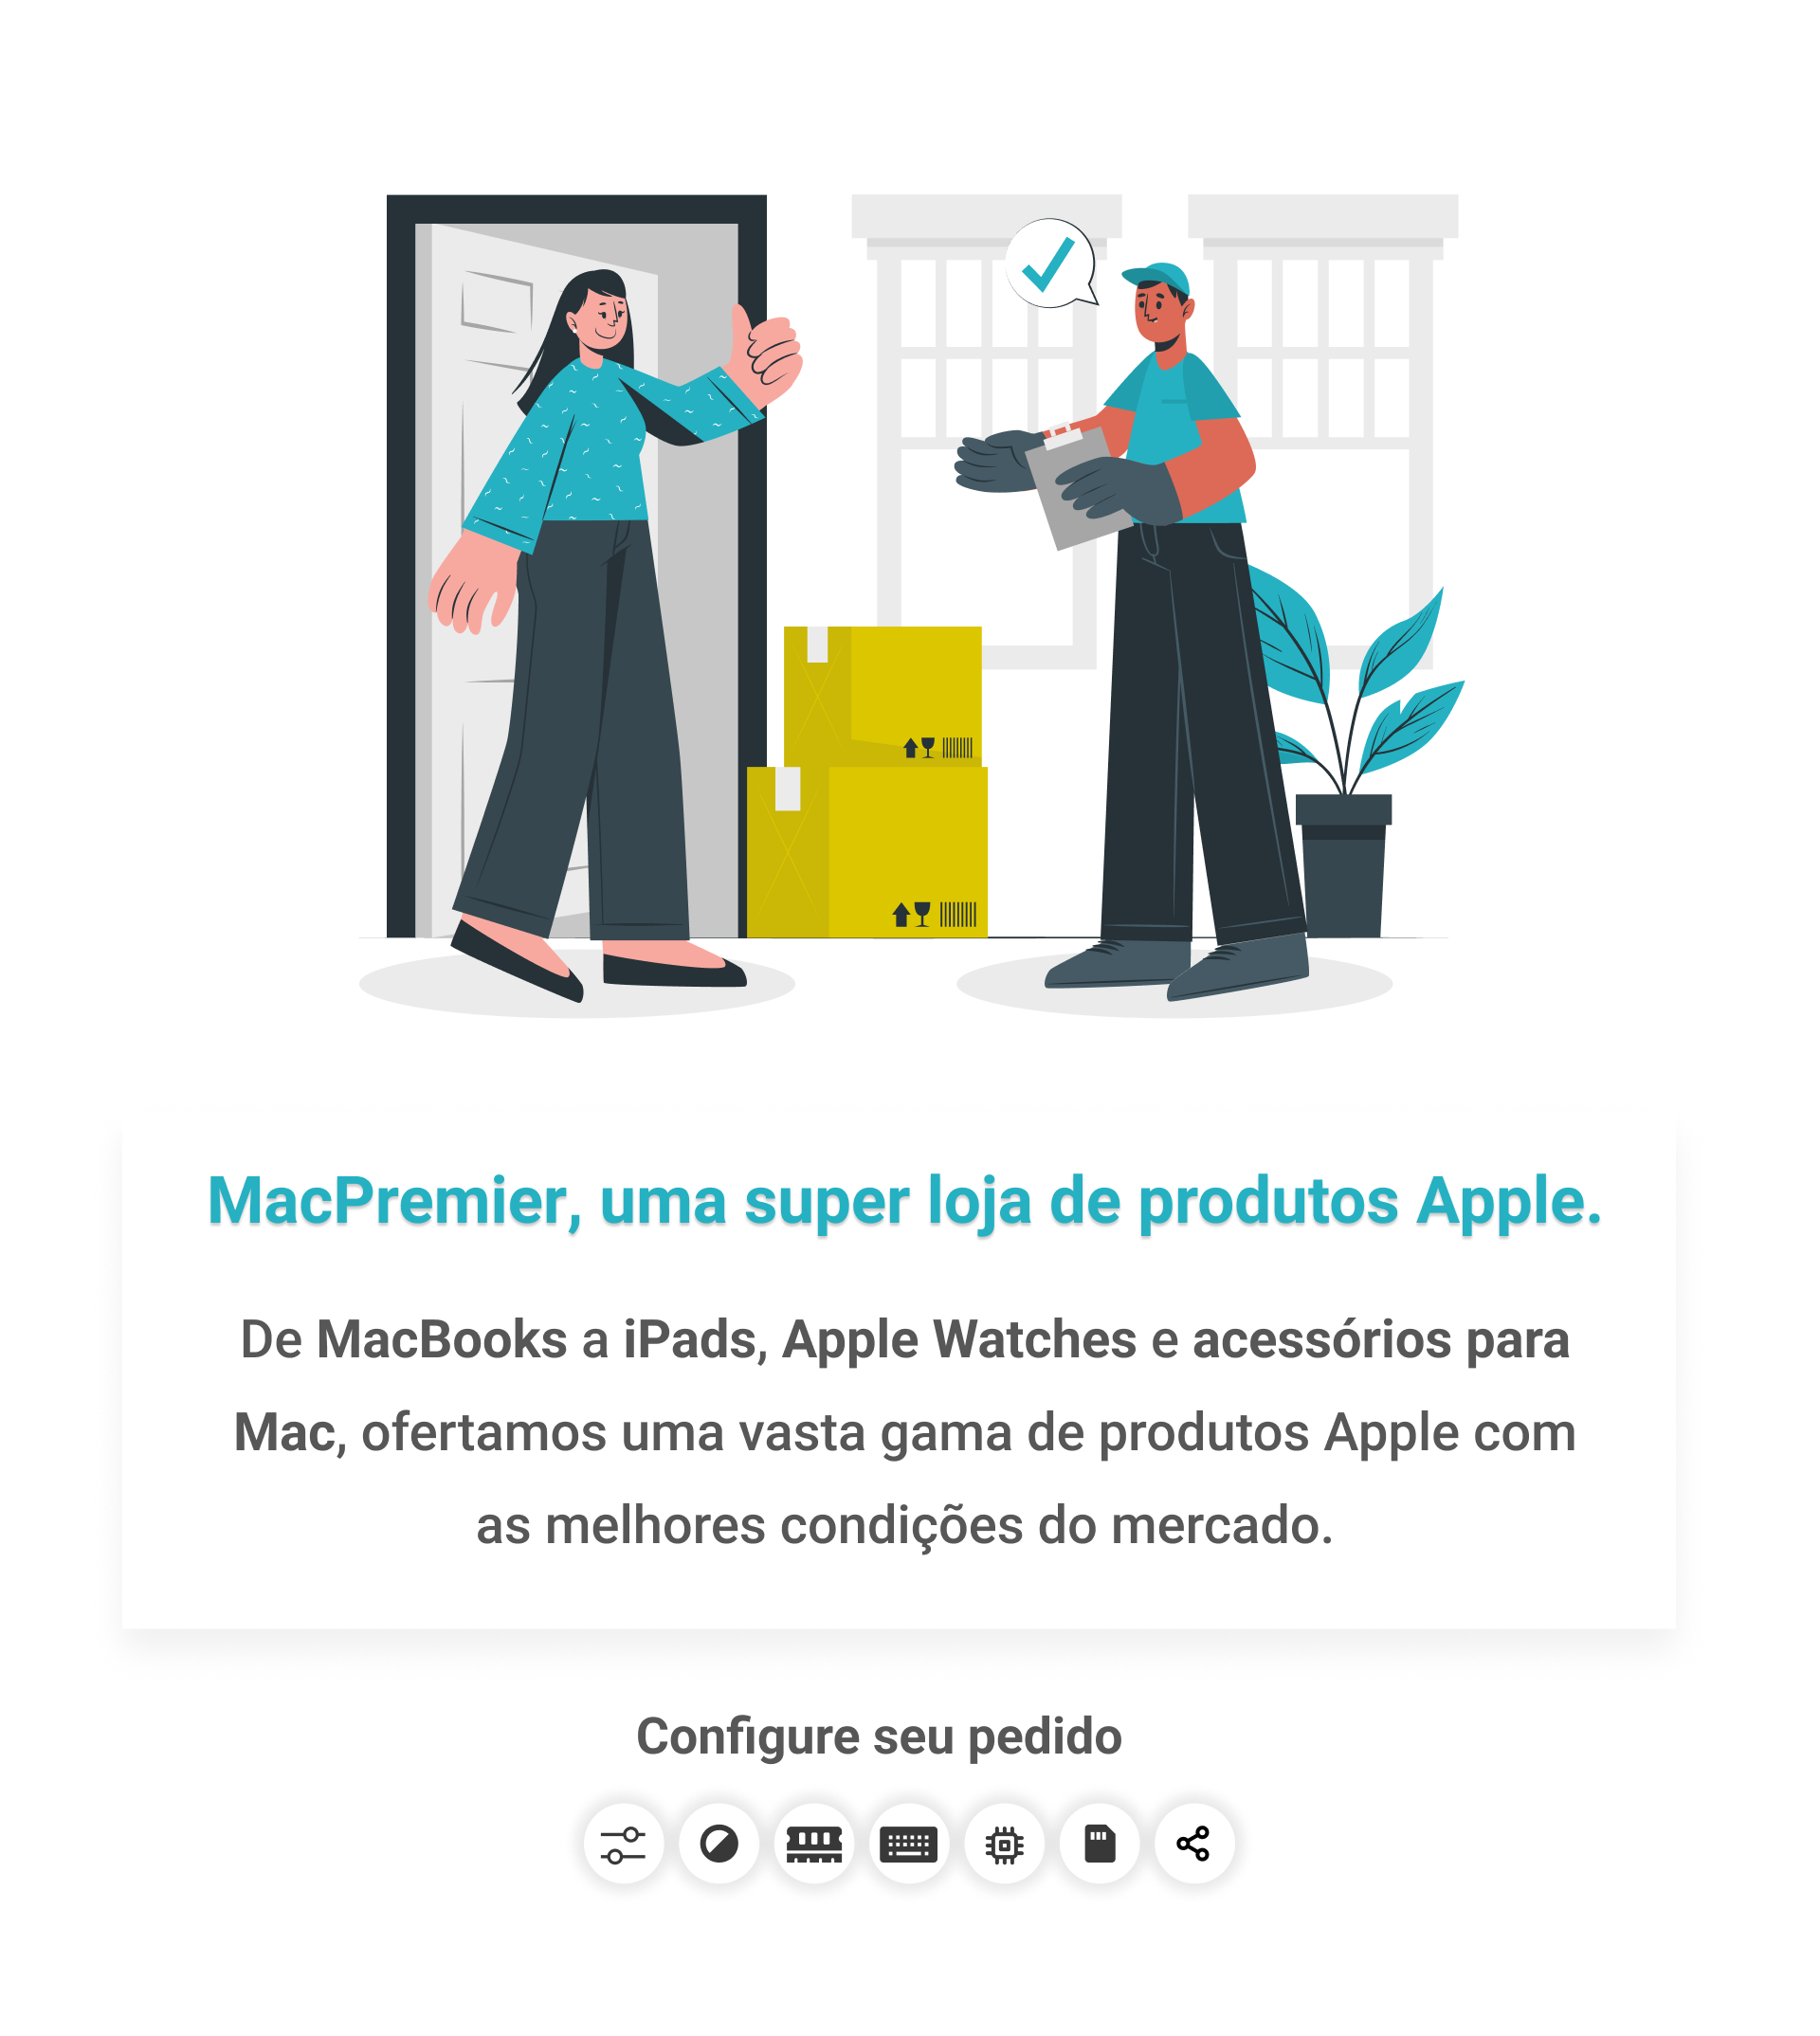 MacPremier, uma super loja de produtos Apple.
De MacBooks a iPads, Apple Watches e acessórios para
Mac, ofertamos uma vasta gama de produtos Apple com
as melhores condições do mercado.
Configure seu pedido